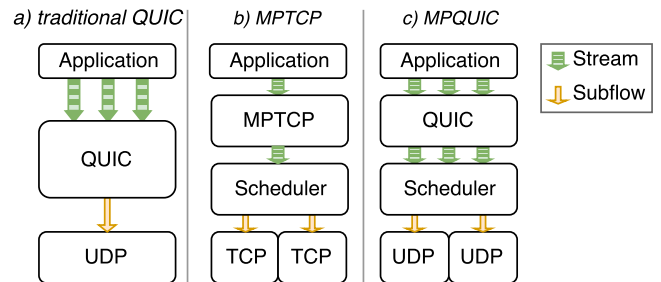 a) traditional QUIC
Application
QUIC
UDP
b) MPTCP
Application
MPTCP
Scheduler
TCP TCP
c) MPQUIC
Application
QUIC
Scheduler
UDP UDP
Stream
Subflow